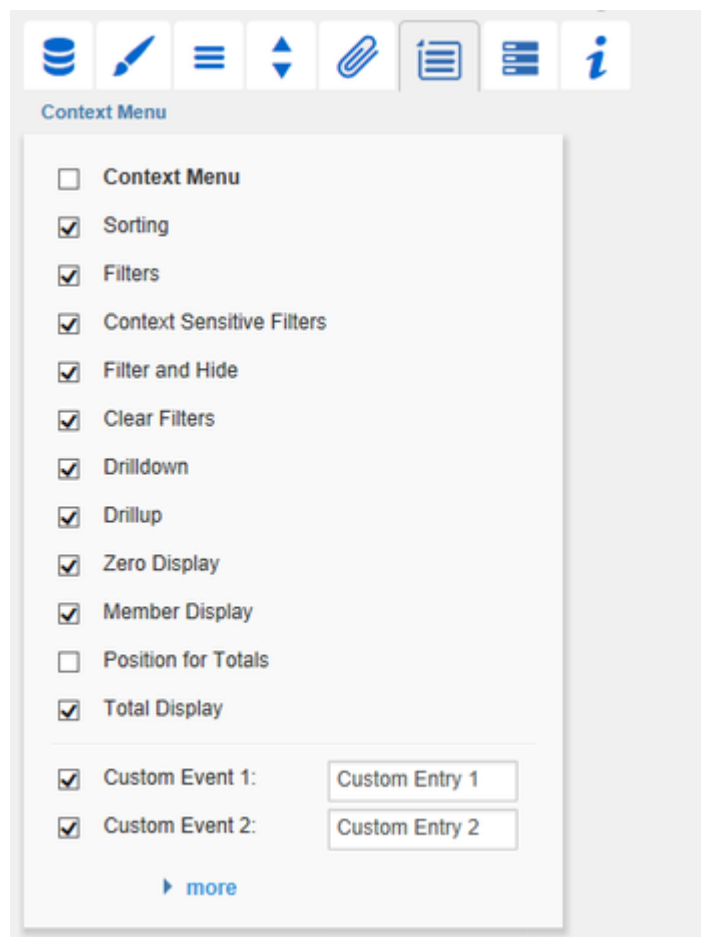 Context Menu
Context Menu
Sorting
Filters
Context Sensitive Filters
Filter and Hide
Clear Filters
Drilldown
Drillup
Zero Display
Member Display
Position for Totals
Total Display
Custom Event 1: Custom Entry 1
Custom Event 2: Custom Entry 2
more